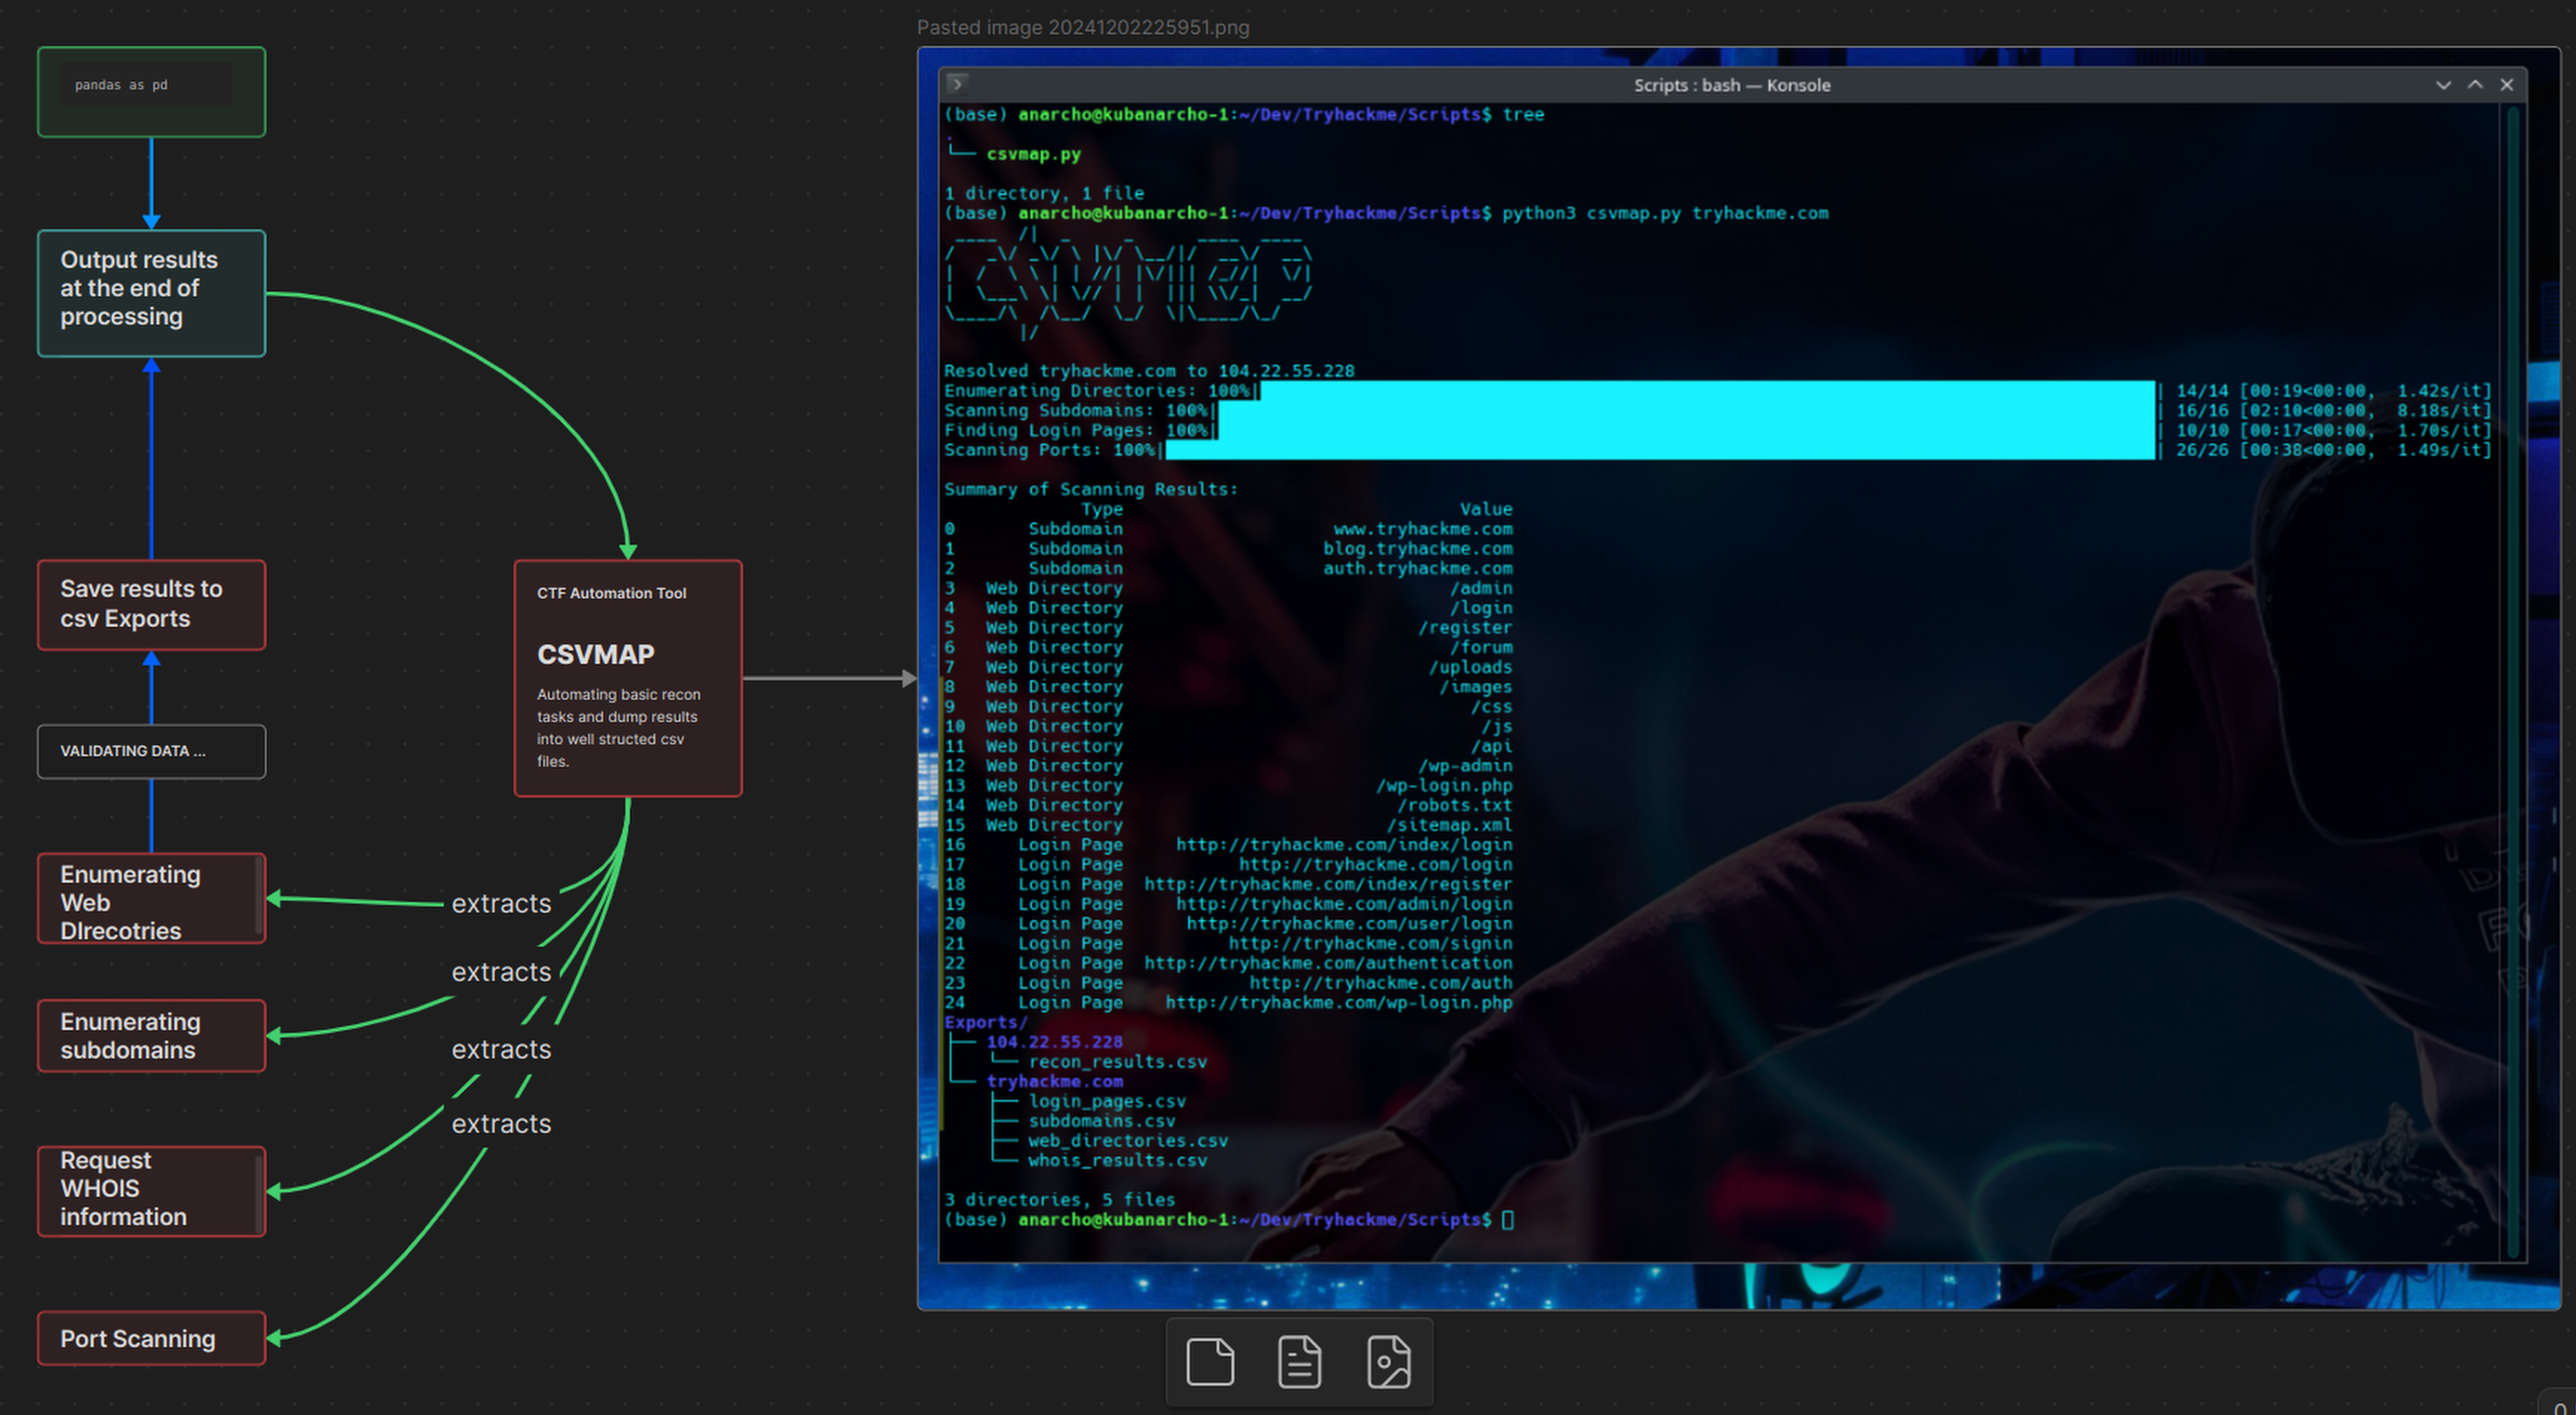 Pasted image 20241202225951.png
pandas as pd
Output results
at the end of
processing
Save results to
csv Exports
VALIDATING DATA ...
Enumerating
Web
DIrecotries
Enumerating
subdomains
Request
WHOIS
information
Port Scanning
extracts
extracts
extracts
extracts
CTF Automation Tool
CSVMAP
Automating basic recon
tasks and dump results
into well structed csv
files.
Scripts : bash — Konsole
(base) anarcho@kubanarcho-1:~/Dev/Tryhackme/Scripts$ tree
.
└── csvmap.py
1 directory, 1 file
(base) anarcho@kubanarcho-1:~/Dev/Tryhackme/Scripts$ python3 csvmap.py tryhackme.com
Resolved tryhackme.com to 104.22.55.228
Enumerating Directories: 100%| | 14/14 [00:19<00:00, 1.42s/it]
Scanning Subdomains: 100%| | 16/16 [02:10<00:00, 8.18s/it]
Finding Login Pages: 100%| | 10/10 [00:17<00:00, 1.70s/it]
Scanning Ports: 100%| | 26/26 [00:38<00:00, 1.49s/it]
Summary of Scanning Results:
Type Value
0 Subdomain www.tryhackme.com
1 Subdomain blog.tryhackme.com
2 Subdomain auth.tryhackme.com
3 Web Directory /admin
4 Web Directory /login
5 Web Directory /register
6 Web Directory /forum
7 Web Directory /uploads
8 Web Directory /images
9 Web Directory /css
10 Web Directory /js
11 Web Directory /api
12 Web Directory /wp-admin
13 Web Directory /wp-login.php
14 Web Directory /robots.txt
15 Web Directory /sitemap.xml
16 Login Page http://tryhackme.com/index/login
17 Login Page http://tryhackme.com/login
18 Login Page http://tryhackme.com/index/register
19 Login Page http://tryhackme.com/admin/login
20 Login Page http://tryhackme.com/user/login
21 Login Page http://tryhackme.com/signin
22 Login Page http://tryhackme.com/authentication
23 Login Page http://tryhackme.com/auth
24 Login Page http://tryhackme.com/wp-login.php
Exports/
├── 104.22.55.228
│   └── recon_results.csv
└── tryhackme.com
    ├── login_pages.csv
    ├── subdomains.csv
    ├── web_directories.csv
    └── whois_results.csv
3 directories, 5 files
(base) anarcho@kubanarcho-1:~/Dev/Tryhackme/Scripts$